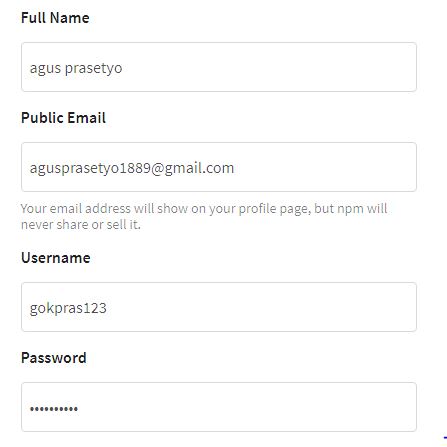 Full Name
agus prasetyo
Public Email
agusprasetyo1889@gmail.com
Your email address will show on your profile page, but npm will
never share or sell it.
Username
gokpras123
Password
••••••••••